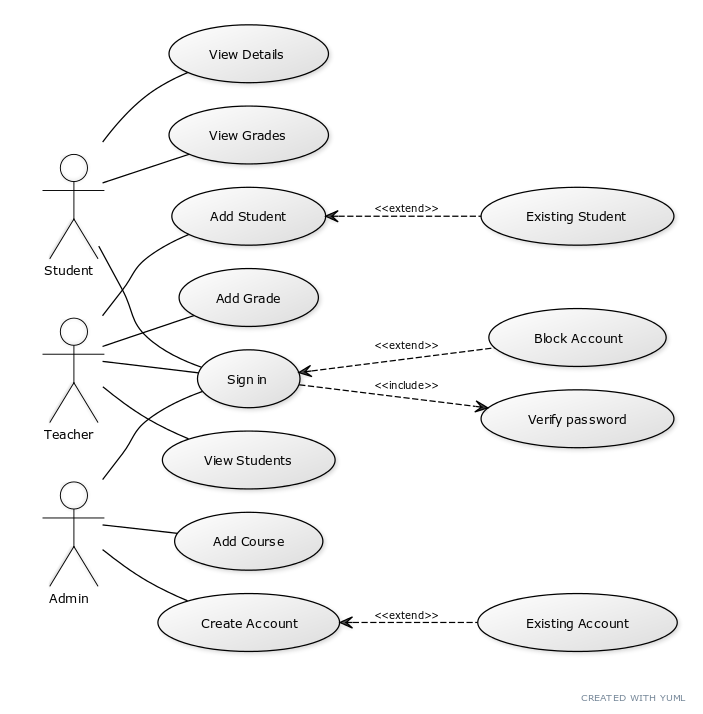 View Details
View Grades
Student
Add Student
<<extend>>
Existing Student
Add Grade
Teacher
Sign in
<<extend>>
Block Account
<<include>>
Verify password
View Students
Admin
Add Course
Create Account
<<extend>>
Existing Account
CREATED WITH YUML